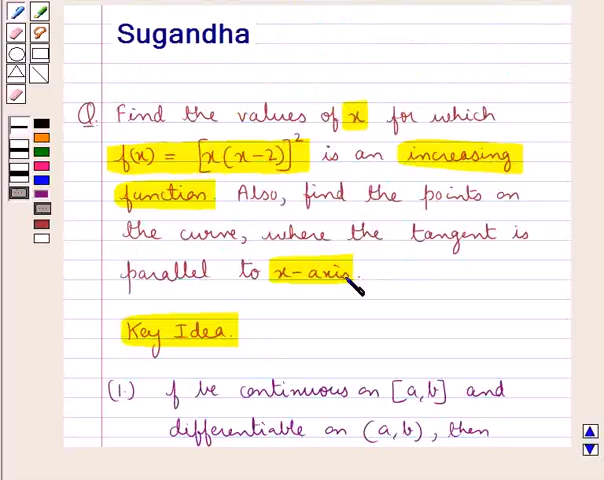 Sugandha
Q. Find the values of x for which
f(x) = [x(x-2)]² is an increasing
function. Also, find the points on
the curve, where the tangent is
parallel to x-axis.
Key Idea.
(1.) f be continuous on [a,b] and
differentiable on (a,b), then